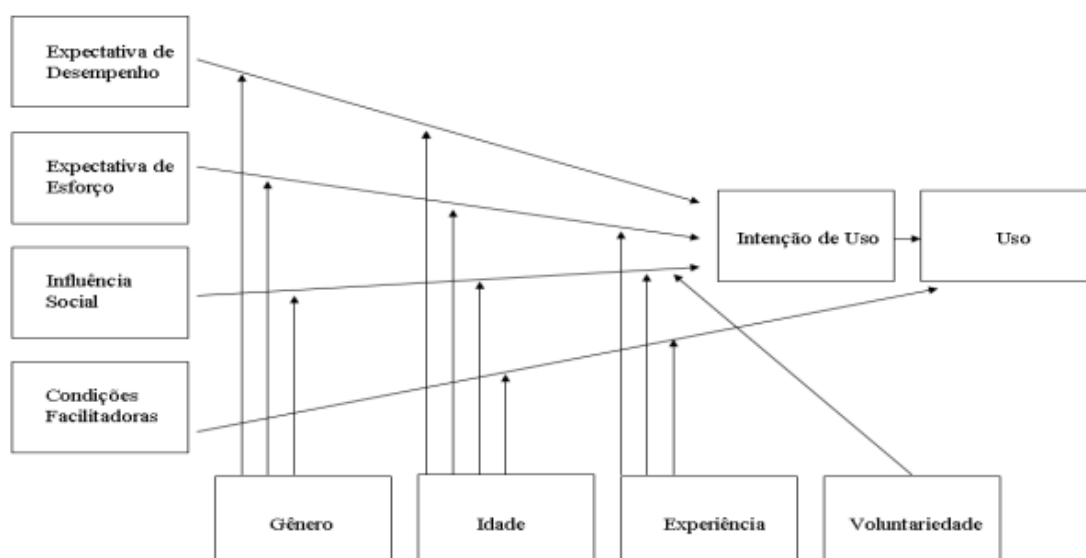 Expectativa de
Desempenho
Expectativa de
Esforço
Influência
Social
Condições
Facilitadoras
Intenção de Uso
Uso
Gênero
Idade
Experiência
Voluntariedade